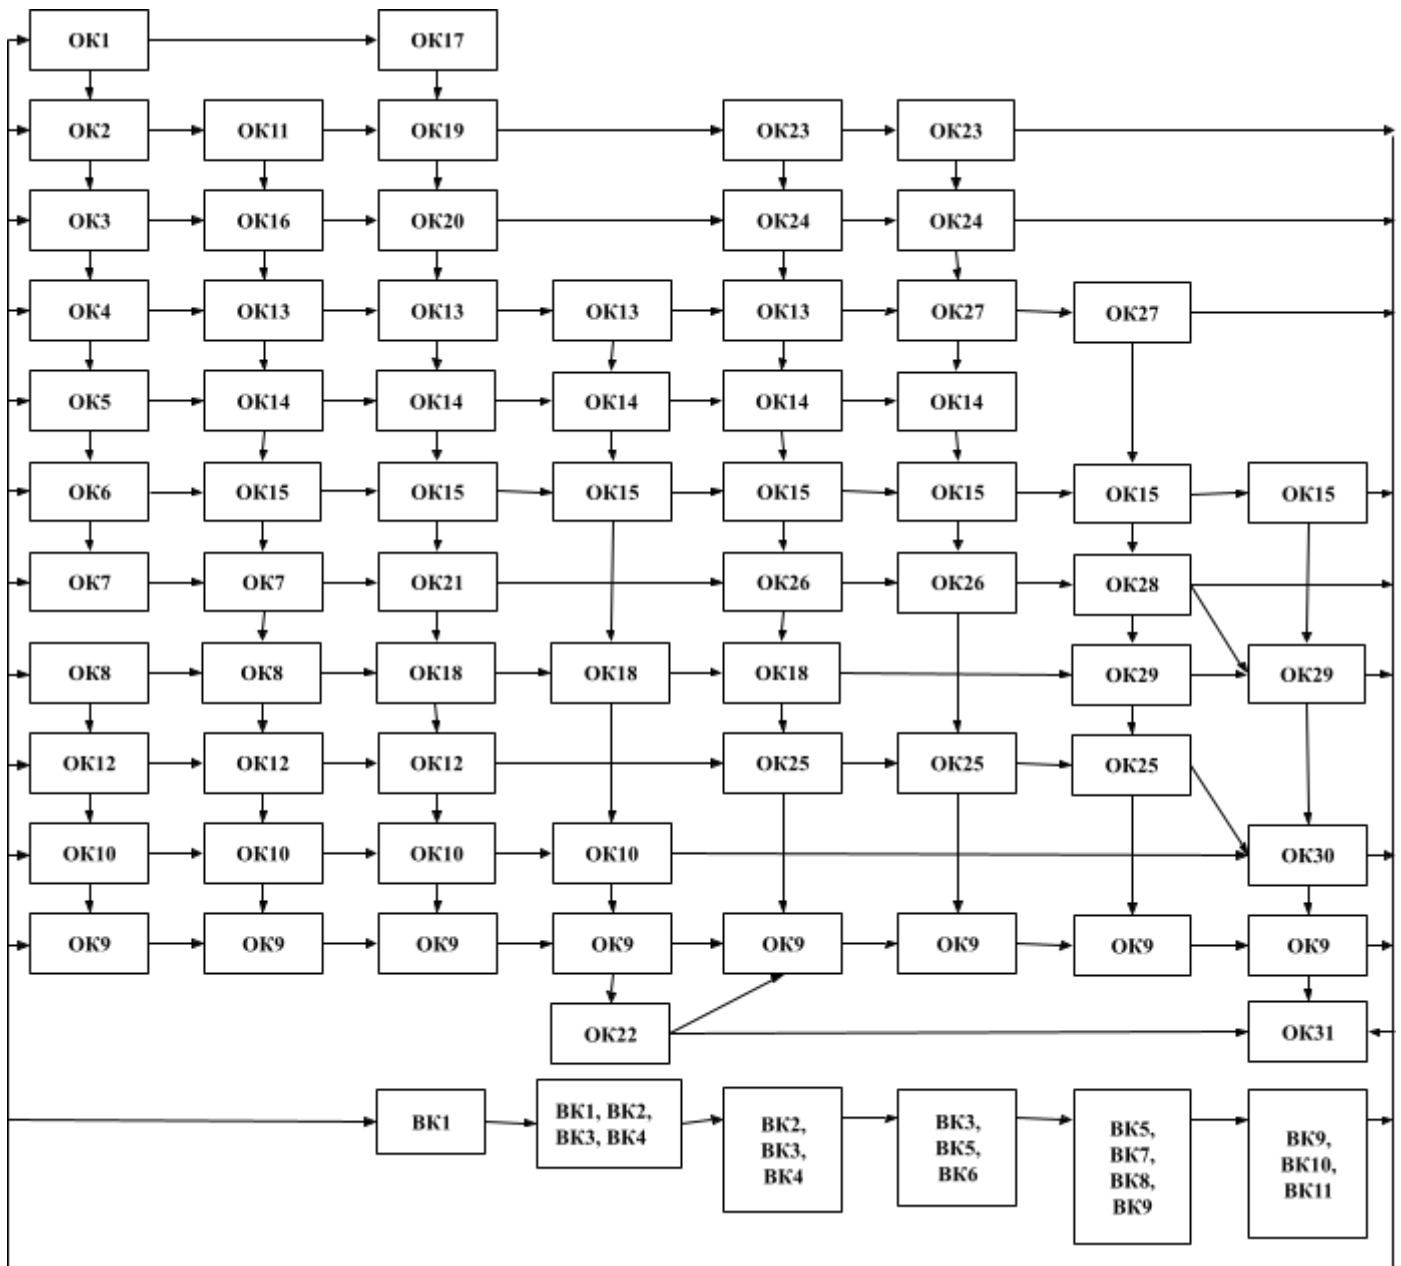 ОК1 ОК17
ОК2 ОК11 ОК19 ОК23 ОК23
ОК3 ОК16 ОК20 ОК24 ОК24
ОК4 ОК13 ОК13 ОК13 ОК13 ОК27 ОК27
ОК5 ОК14 ОК14 ОК14 ОК14 ОК14
ОК6 ОК15 ОК15 ОК15 ОК15 ОК15 ОК15 ОК15
ОК7 ОК7 ОК21 ОК26 ОК26 ОК28
ОК8 ОК8 ОК18 ОК18 ОК18 ОК29 ОК29
ОК12 ОК12 ОК12 ОК25 ОК25 ОК25
ОК10 ОК10 ОК10 ОК10 ОК30
ОК9 ОК9 ОК9 ОК9 ОК9 ОК9 ОК9 ОК9
ОК22 ОК31
ВК1
ВК1, ВК2,
ВК3, ВК4
ВК2,
ВК3,
ВК4
ВК3,
ВК5,
ВК6
ВК5,
ВК7,
ВК8,
ВК9
ВК9,
ВК10,
ВК11